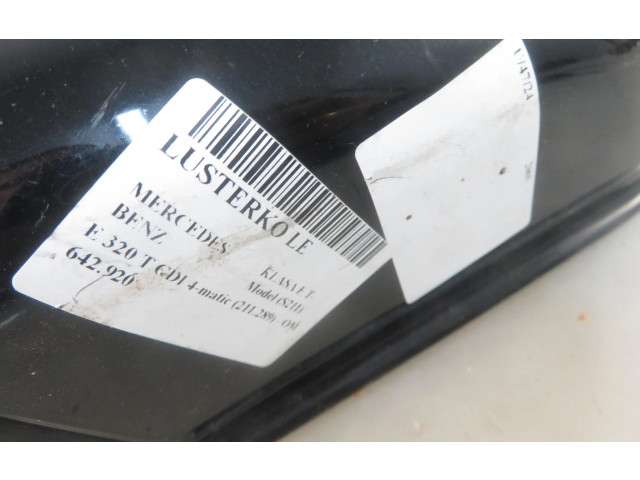 LUSTERKO LE
MERCEDES
BENZ
KLASA E T-
Model (S211)
E 320 T CDI 4-matic (211.289) - OM
642.920